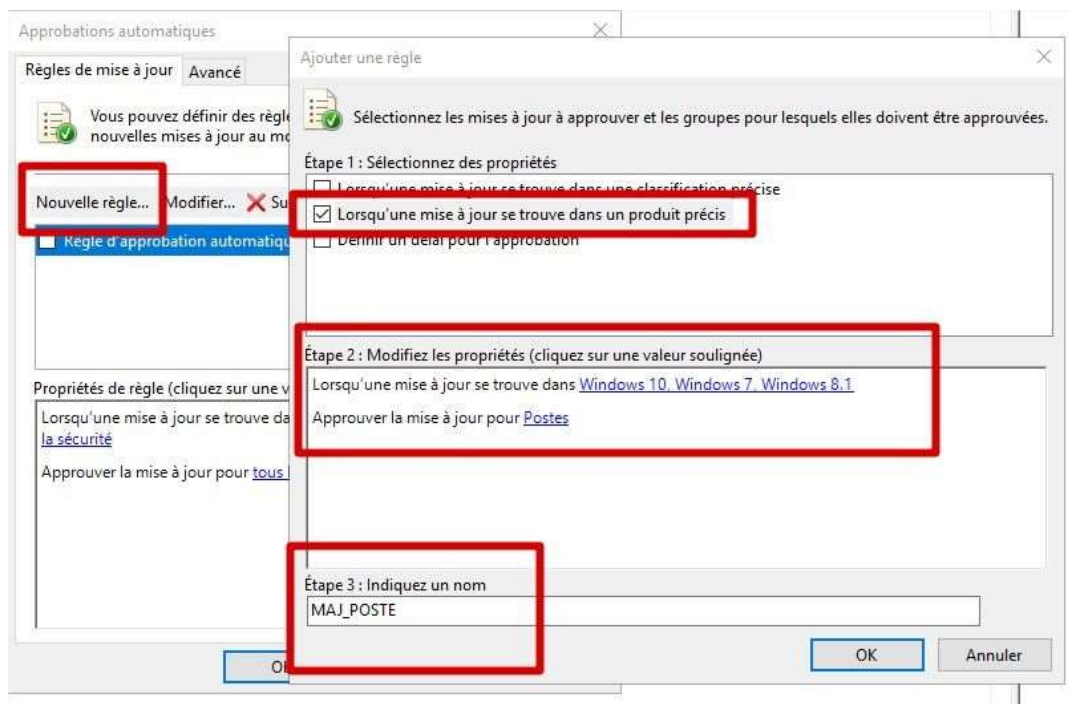 Approbations automatiques
Règles de mise à jour Avancé
Vous pouvez définir des règle
nouvelles mises à jour au mo
Nouvelle règle... Modifier... Su
Règle d'approbation automatiqu
Propriétés de règle (cliquez sur une v
Lorsqu'une mise à jour se trouve da
la sécurité
Approuver la mise à jour pour tous l
OK
Ajouter une règle
Sélectionnez les mises à jour à approuver et les groupes pour lesquels elles doivent être approuvées.
Étape 1 : Sélectionnez des propriétés
Lorsqu'une mise à jour se trouve dans une classification précise
Lorsqu'une mise à jour se trouve dans un produit précis
Définir un délai pour l'approbation
Étape 2 : Modifiez les propriétés (cliquez sur une valeur soulignée)
Lorsqu'une mise à jour se trouve dans Windows 10, Windows 7, Windows 8.1
Approuver la mise à jour pour Postes
Étape 3 : Indiquez un nom
MAJ_POSTE
OK Annuler